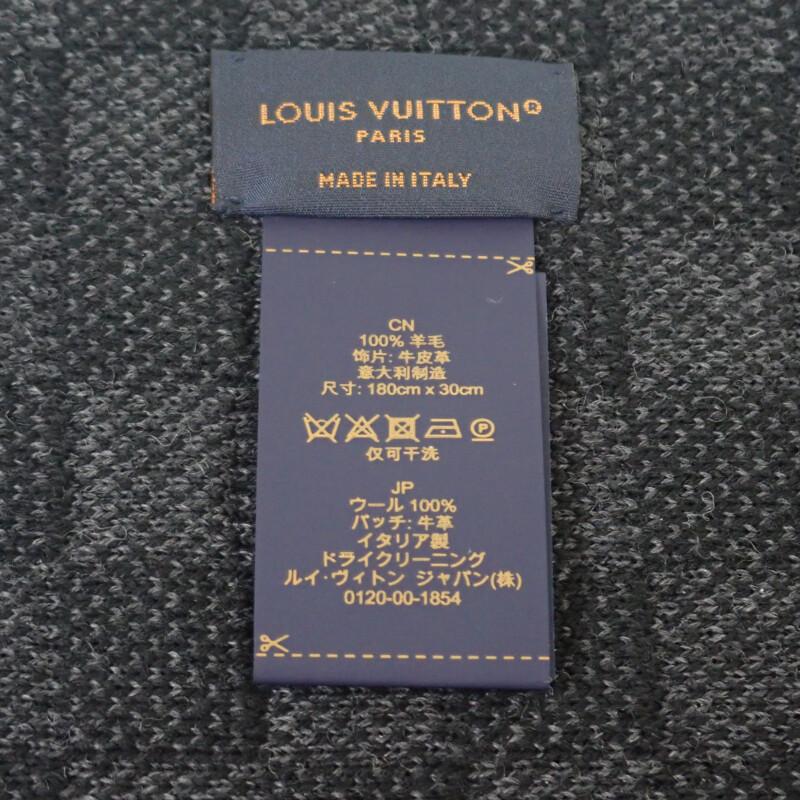 LOUIS VUITTON®
PARIS
MADE IN ITALY
CN
100% 羊毛
饰片: 牛皮革
意大利制造
尺寸: 180cm x 30cm
P
仅可干洗
JP
ウール 100%
パッチ: 牛革
イタリア製
ドライクリーニング
ルイ·ヴィトン ジャパン(株)
0120-00-1854